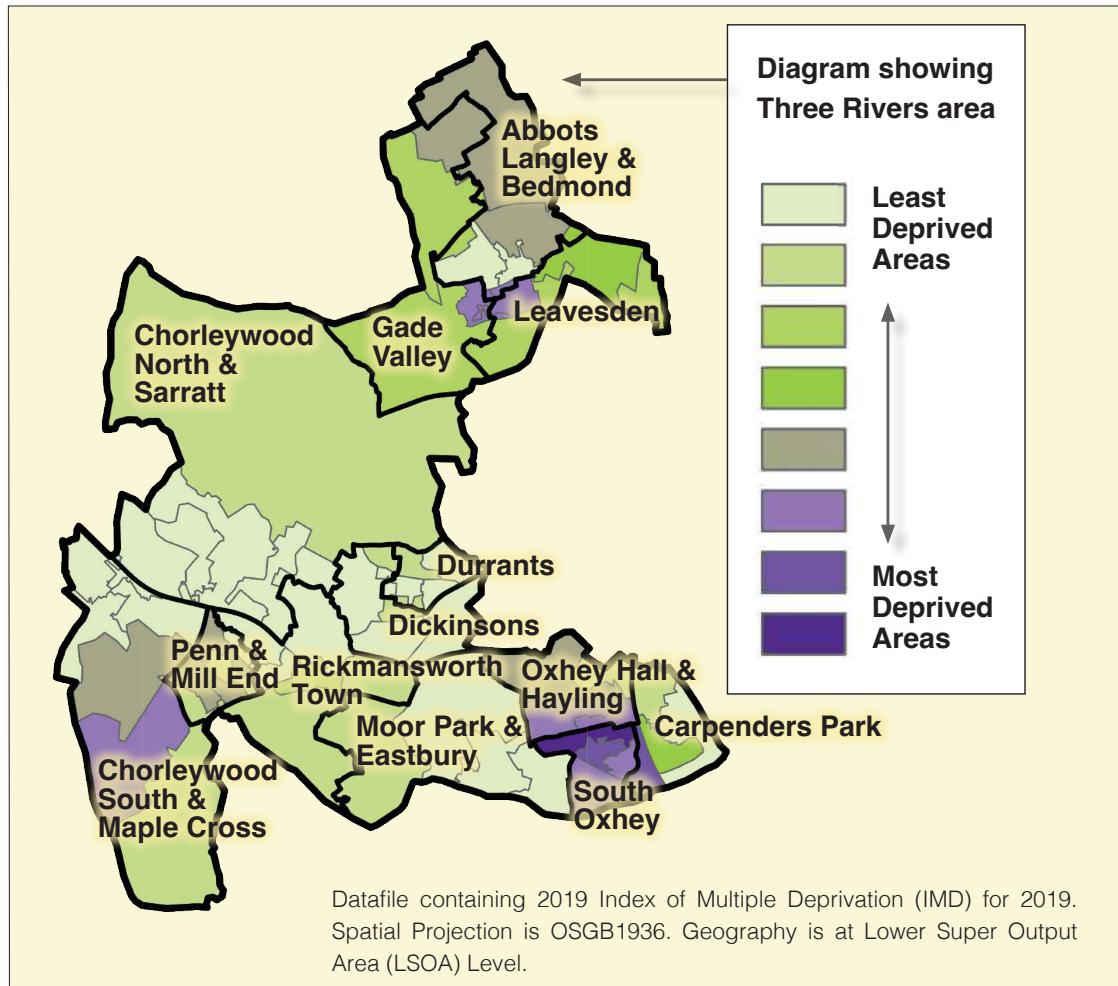 Diagram showing
Three Rivers area
Least
Deprived
Areas
Most
Deprived
Areas
Abbots
Langley &
Bedmond
Leavesden
Gade
Valley
Chorleywood
North &
Sarratt
Durrants
Dickinsons
Penn &
Mill End
Rickmansworth
Town
Oxhey Hall &
Hayling
Moor Park &
Eastbury
Carpenders Park
Chorleywood
South &
Maple Cross
South
Oxhey
Datafile containing 2019 Index of Multiple Deprivation (IMD) for 2019.
Spatial Projection is OSGB1936. Geography is at Lower Super Output
Area (LSOA) Level.